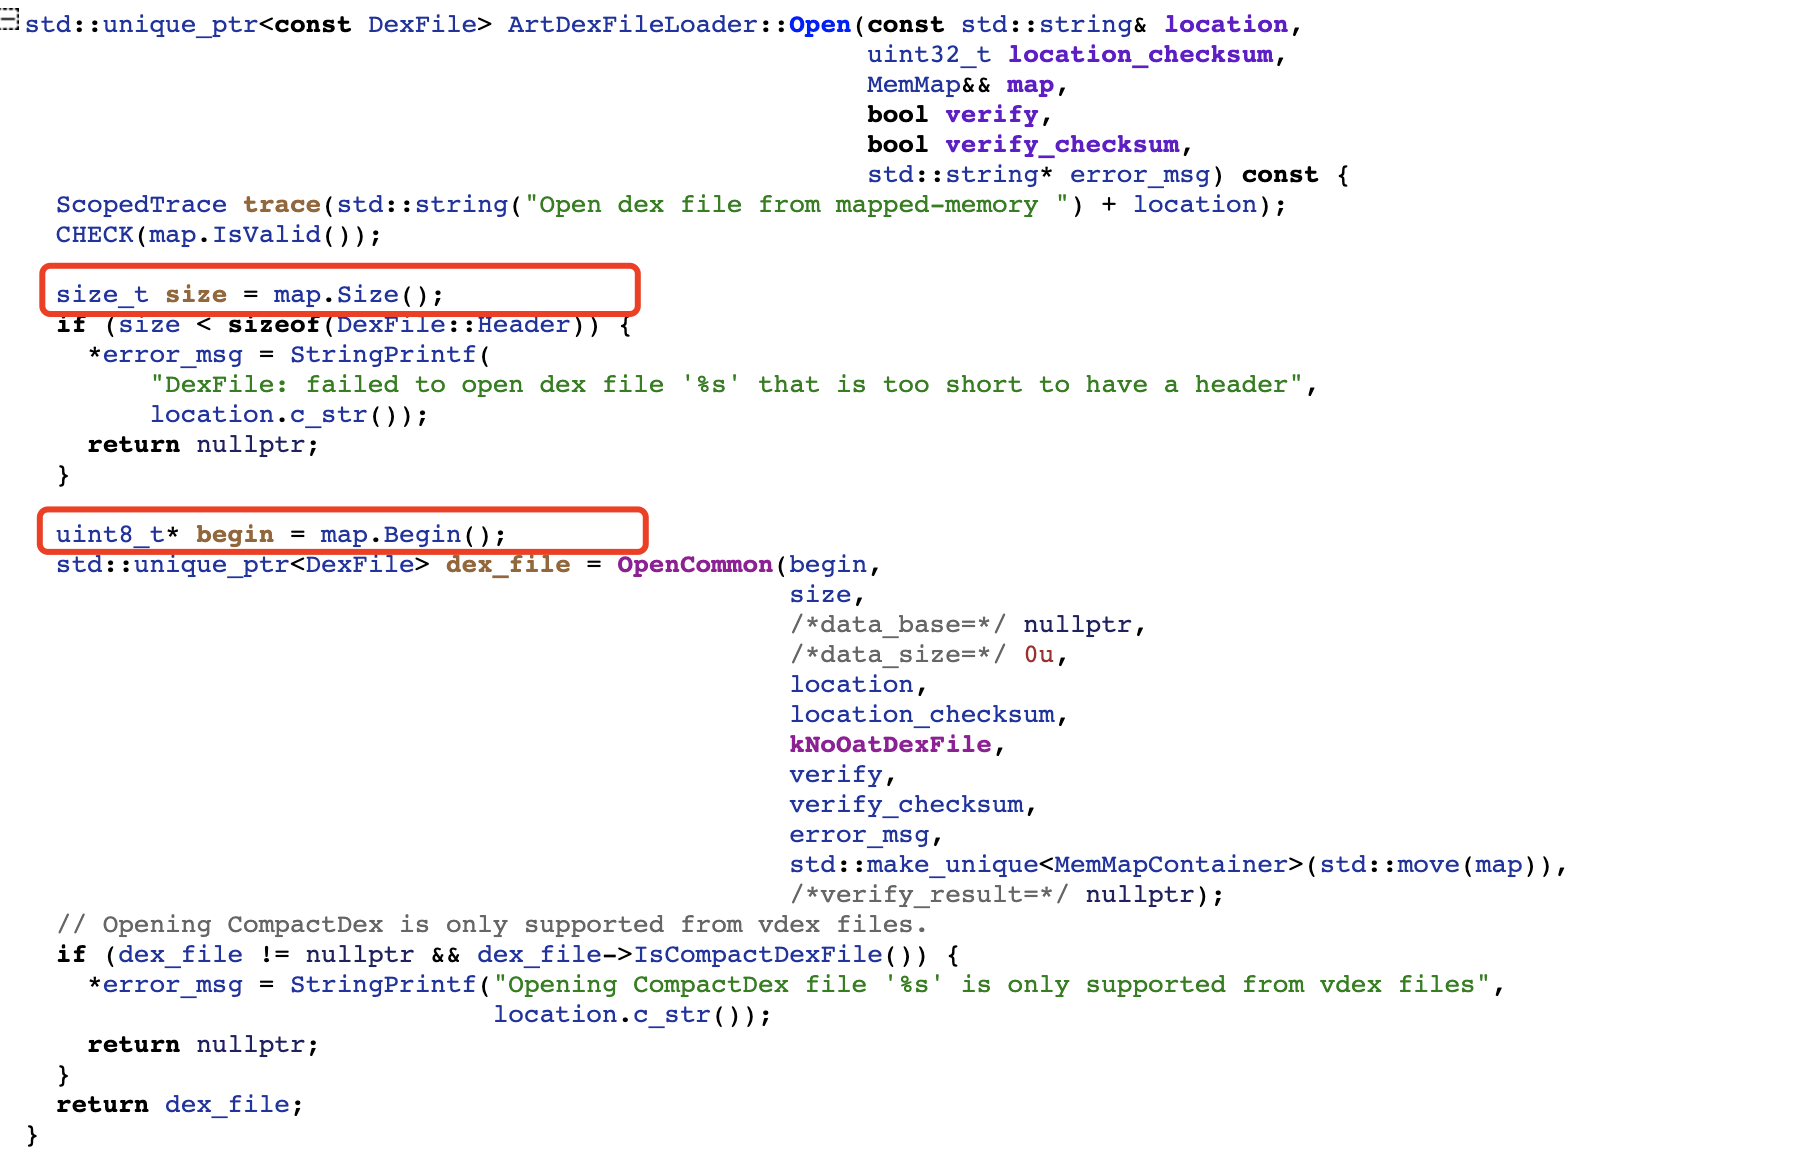 std::unique_ptr<const DexFile> ArtDexFileLoader::Open(const std::string& location,
                                                      uint32_t location_checksum,
                                                      MemMap&& map,
                                                      bool verify,
                                                      bool verify_checksum,
                                                      std::string* error_msg) const {
  ScopedTrace trace(std::string("Open dex file from mapped-memory ") + location);
  CHECK(map.IsValid());
  size_t size = map.Size();
  if (size < sizeof(DexFile::Header)) {
    *error_msg = StringPrintf(
        "DexFile: failed to open dex file '%s' that is too short to have a header",
        location.c_str());
    return nullptr;
  }
  uint8_t* begin = map.Begin();
  std::unique_ptr<DexFile> dex_file = OpenCommon(begin,
                                                 size,
                                                 /*data_base=*/ nullptr,
                                                 /*data_size=*/ 0u,
                                                 location,
                                                 location_checksum,
                                                 kNoOatDexFile,
                                                 verify,
                                                 verify_checksum,
                                                 error_msg,
                                                 std::make_unique<MemMapContainer>(std::move(map)),
                                                 /*verify_result=*/ nullptr);
  // Opening CompactDex is only supported from vdex files.
  if (dex_file != nullptr && dex_file->IsCompactDexFile()) {
    *error_msg = StringPrintf("Opening CompactDex file '%s' is only supported from vdex files",
                              location.c_str());
    return nullptr;
  }
  return dex_file;
}